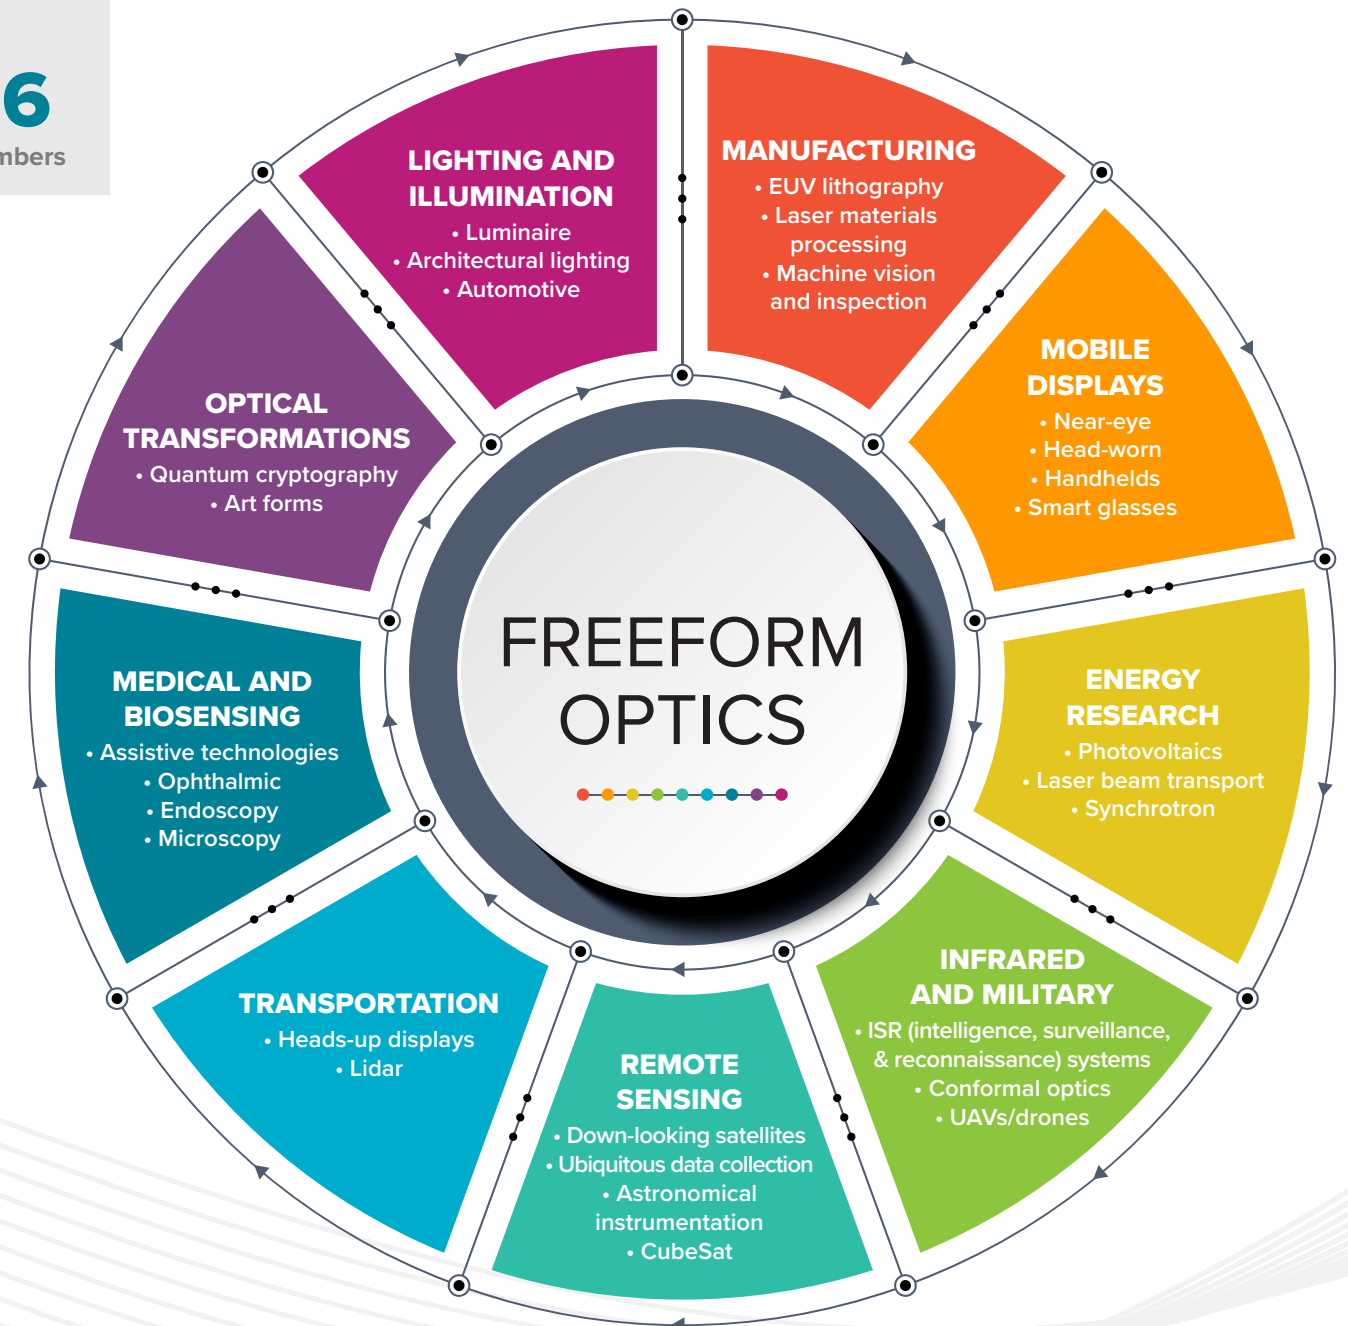 6
LIGHTING AND
ILLUMINATION
• Luminaire
• Architectural lighting
• Automotive
MANUFACTURING
• EUV lithography
• Laser materials
processing
• Machine vision
and inspection
MOBILE
DISPLAYS
• Near-eye
• Head-worn
• Handhelds
• Smart glasses
ENERGY
RESEARCH
• Photovoltaics
• Laser beam transport
• Synchrotron
INFRARED
AND MILITARY
• ISR (intelligence, surveillance,
& reconnaissance) systems
• Conformal optics
• UAVs/drones
REMOTE
SENSING
• Down-looking satellites
• Ubiquitous data collection
• Astronomical
instrumentation
• CubeSat
TRANSPORTATION
• Heads-up displays
• Lidar
MEDICAL AND
BIOSENSING
• Assistive technologies
• Ophthalmic
• Endoscopy
• Microscopy
OPTICAL
TRANSFORMATIONS
• Quantum cryptography
• Art forms
FREEFORM
OPTICS